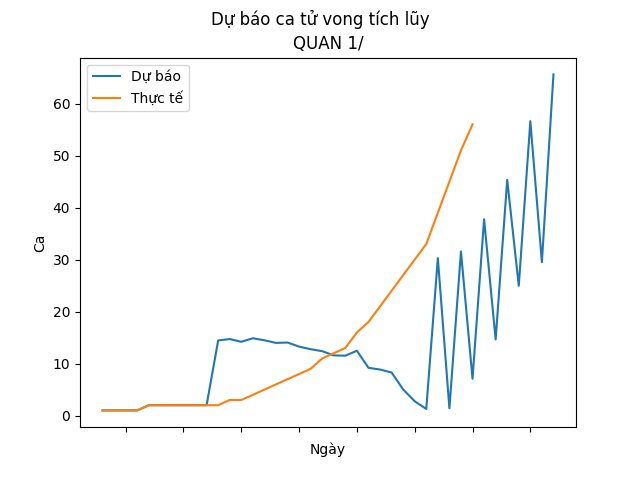 Dự báo ca tử vong tích lũy
QUAN 1/
Dự báo
Thực tế
60
50
40
30
20
10
0
Ca
Ngày